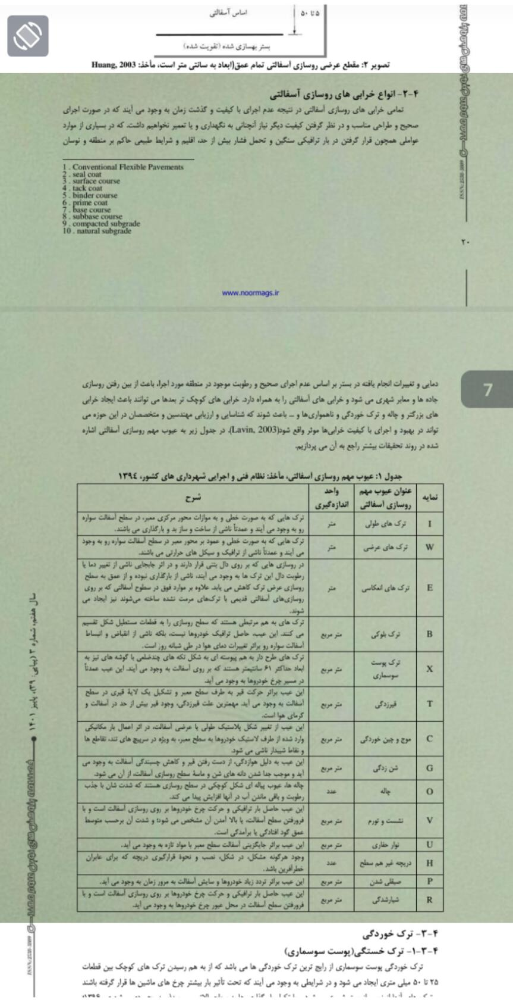 ۵ تا ۵۰
اساس آسفالتی
بستر بهسازی شده (تقویت شده)
تصویر ۲: مقطع عرضی روسازی آسفالتی تمام عمق(ابعاد به سانتی متر است، مأخذ: Huang, 2003
۴-۲- انواع خرابی های روسازی آسفالتی
تمامی خرابی های روسازی آسفالتی در نتیجه عدم اجرای با کیفیت و گذشت زمان به وجود می آیند که در صورت اجرای
صحیح و طراحی مناسب و در نظر گرفتن کیفیت دیگر نیاز آنچنانی به نگهداری و یا تعمیر نخواهیم داشت. که در بسیاری از موارد
عواملی همچون قرار گرفتن در بار ترافیکی سنگین و تحمل فشار بیش از حد، اقلیم و شرایط طبیعی حاکم بر منطقه و نوسان
1 . Conventional Flexible Pavements
2 . seal coat
3 . surface course
4 . tack coat
5 . binder course
6 . prime coat
7 . base course
8 . subbase course
9 . compacted subgrade
10 . natural subgrade
ISSN: 2538-3009
۲۰
www.noormags.ir
7
دمایی و تغییرات انجام یافته در بستر بر اساس عدم اجرای صحیح و رطوبت موجود در منطقه مورد اجرا، باعث از بین رفتن روسازی
جاده ها و معابر شهری می شود و خرابی های آسفالتی را به همراه دارد. خرابی های کوچک تر بعدها می توانند باعث ایجاد خرابی
های بزرگتر و چاله و ترک خوردگی و ناهمواری‌ها و ... باعث شوند که شناسایی و ارزیابی مهندسین و متخصصان در این حوزه می
تواند در بهبود و اجرای با کیفیت خرابی‌ها موثر واقع شود(Lavin, 2003). در جدول زیر به عیوب مهم روسازی آسفالتی اشاره
شده در روند تحقیقات بیشتر راجع به آن می پردازیم.
جدول ۱: عیوب مهم روسازی آسفالتی، مأخذ: نظام فنی و اجرایی شهرداری های کشور، ۱۳۹٤
نمایه
عنوان عیوب مهم
روسازی آسفالتی
واحد
اندازه‌گیری
شرح
I
ترک های طولی
متر
ترک هایی که به صورت خطی و به موازات محور مرکزی معبر، در سطح آسفالت سواره
رو به وجود می آیند و عمدتاً ناشی از ساخت و ساز بد و بارگذاری می باشند.
W
ترک های عرضی
متر
ترک هایی که به صورت خطی و عمود بر محور معبر در سطح آسفالت سواره رو به وجود
می آیند و عمدتاً ناشی از ترافیک و سیکل های حرارتی می باشند.
E
ترک های انعکاسی
متر
در روسازی هایی که بر روی دال بتنی قرار دارند و در اثر جابجایی ناشی از تغییر دما یا
رطوبت دال این ترک ها به وجود می آیند، ناشی از بارگذاری نبوده و از عمق به سطح
روسازی عرض ترک کاهش می یابد. علاوه بر موارد فوق در سطوح آسفالتی که بر روی
روسازی‌های آسفالتی قدیمی با ترک‌های مرمت نشده ساخته می‌شوند نیز ایجاد می
شوند.
B
ترک بلوکی
متر مربع
ترک های به هم مرتبطی هستند که سطح روسازی را به قطعات مستطیل شکل تقسیم
می کنند. این عیب، حاصل ترافیک خودروها نیست، بلکه ناشی از انقباض و انبساط
آسفالت سواره رو براثر تغییرات دمای هوا در طی شبانه روز است.
X
ترک پوست
سوسماری
متر مربع
ترک های طرح دار به هم پیوسته ای به شکل تکه های چندضلعی با گوشه های تیز به
ابعاد حداکثر ۶۱ سانتیمتر هستند که بر روی آسفالت به وجود می آیند. این عیب عمدتاً
در مسیر چرخ خودروها به وجود می آید.
T
قیرزدگی
متر مربع
این عیب براثر حرکت قیر به طرف سطح معبر و تشکیل یک لایهٔ قیری در سطح
آسفالت به وجود می آید. مهمترین علت قیرزدگی، وجود قیر بیش از حد در آسفالت و
گرمای هوا است.
C
موج و چین خوردگی
متر مربع
این عیب از تغییر شکل پلاستیک طولی یا عرضی آسفالت، در اثر اعمال بار مکانیکی
وارد شده از طرف لاستیک خودروها به سطح معبر، به ویژه در سرپیچ های تند، تقاطع ها
و نقاط شیبدار ناشی می شود.
G
شن زدگی
متر مربع
این عیب به دلیل هوازدگی، از دست رفتن قیر و کاهش چسبندگی آسفالت به وجود می
آید و موجب جدا شدن دانه های شن و ماسهٔ سطح روسازی آسفالت، از آن می شود.
O
چاله
عدد
چاله ها، عیوب پیاله ای شکل کوچکی در سطح روسازی هستند که شدت شان با جذب
رطوبت و باقی ماندن آب در آنها افزایش پیدا می کند.
V
نشست و تورم
متر مربع
این عیب حاصل بار ترافیکی و حرکت چرخ خودروها بر روی روسازی آسفالت است و با
فرورفتن سطح آسفالت، یا بالا آمدن آن مشخص می شود؛ و شدت آن برحسب متوسط
عمق گود افتادگی یا برآمدگی است.
U
نوار حفاری
متر مربع
این عیب براثر جایگزینی آسفالت سطح معبر با مواد تازه به وجود می آید.
H
دریچه غیر هم سطح
عدد
وجود هرگونه مشکل، در شکل، نصب و نحوهٔ قرارگیری دریچه که برای عابران
خطرآفرین باشد.
P
صیقلی شدن
متر مربع
این عیب براثر تردد زیاد خودروها و سایش آسفالت به مرور زمان به وجود می آید.
R
شیارشدگی
متر مربع
این عیب حاصل بار ترافیکی و حرکت چرخ خودروها بر روی روسازی آسفالت است و با
فرورفتن سطح آسفالت در محل عبور چرخ خودروها به وجود می آید.
سال هفتم، شماره ۳ (پیاپی: ۳۹)، پاییز ۱۴۰۱
ISSN: 2538-3009
۴-۳- ترک خوردگی
۴-۳-۱- ترک خستگی(پوست سوسماری)
ترک خوردگی پوست سوسماری از رایج ترین ترک خوردگی ها می باشد که از به هم رسیدن ترک های کوچک بین قطعات
۲۵ تا ۵۰ میلی متری ایجاد می شود و در شرایطی به وجود می آیند که تحت تأثیر بار بیشتر چرخ های ماشین ها قرار گرفته باشند